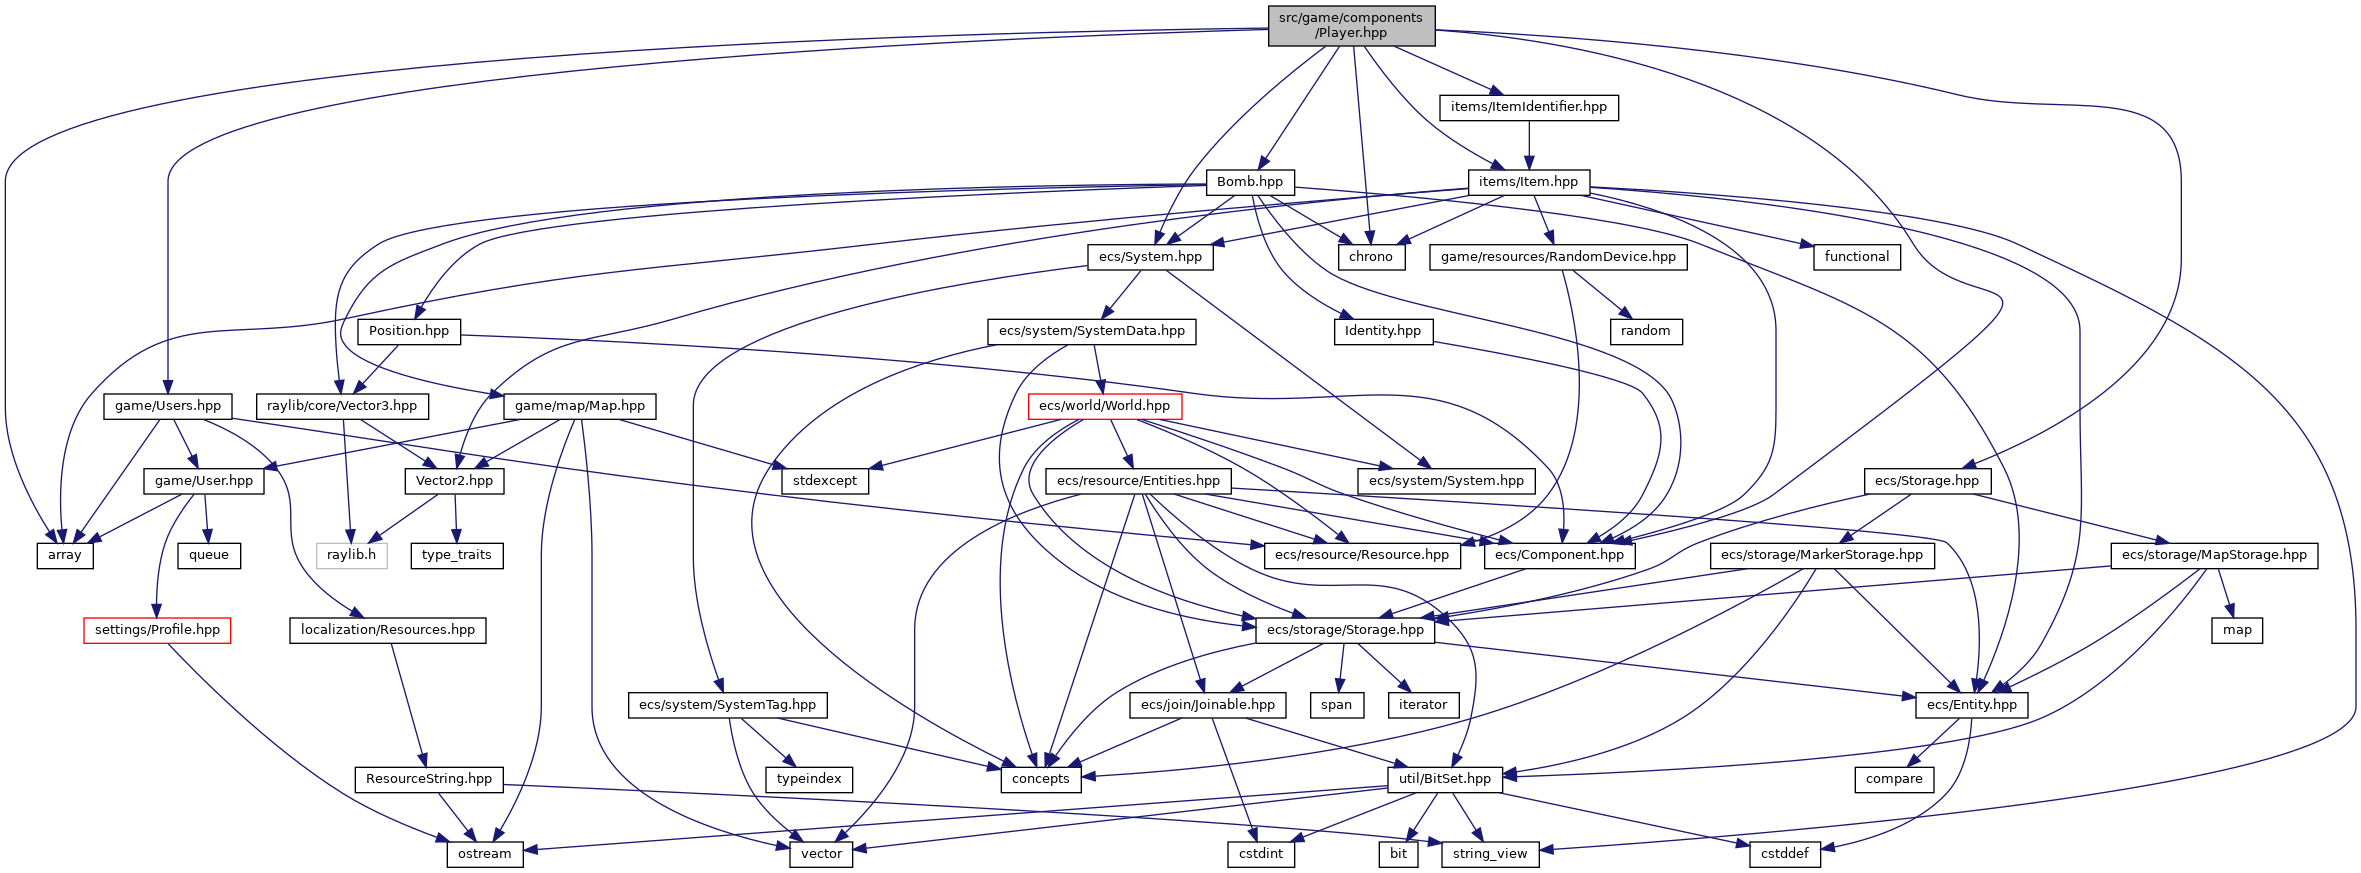 src/game/components
/Player.hpp
items/ItemIdentifier.hpp
Bomb.hpp
items/Item.hpp
ecs/System.hpp
chrono
game/resources/RandomDevice.hpp
functional
Position.hpp
ecs/system/SystemData.hpp
Identity.hpp
random
game/Users.hpp
raylib/core/Vector3.hpp
game/map/Map.hpp
ecs/world/World.hpp
game/User.hpp
Vector2.hpp
stdexcept
ecs/resource/Entities.hpp
ecs/system/System.hpp
ecs/Storage.hpp
array
queue
raylib.h
type_traits
ecs/resource/Resource.hpp
ecs/Component.hpp
ecs/storage/MarkerStorage.hpp
ecs/storage/MapStorage.hpp
settings/Profile.hpp
localization/Resources.hpp
ecs/storage/Storage.hpp
map
ecs/system/SystemTag.hpp
ecs/join/Joinable.hpp
span
iterator
ecs/Entity.hpp
ResourceString.hpp
typeindex
concepts
util/BitSet.hpp
compare
ostream
vector
cstdint
bit
string_view
cstddef